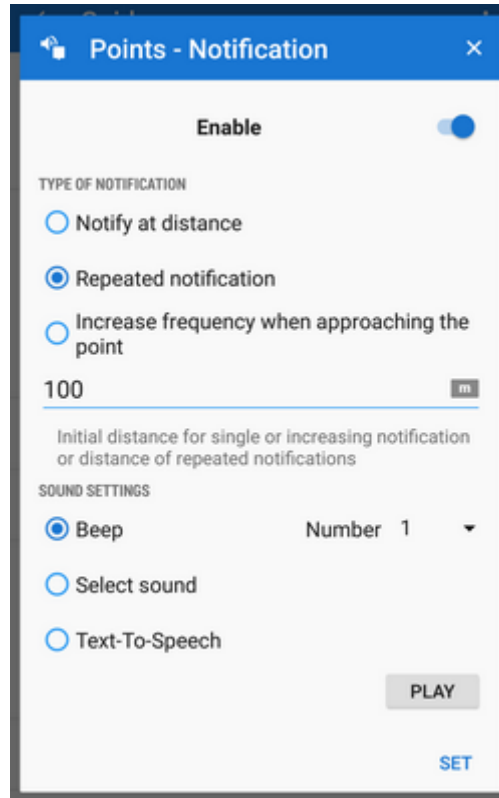 Points - Notification
Enable
TYPE OF NOTIFICATION
Notify at distance
Repeated notification
Increase frequency when approaching the
point
100 m
Initial distance for single or increasing notification
or distance of repeated notifications
SOUND SETTINGS
Beep Number 1
Select sound
Text-To-Speech
PLAY
SET